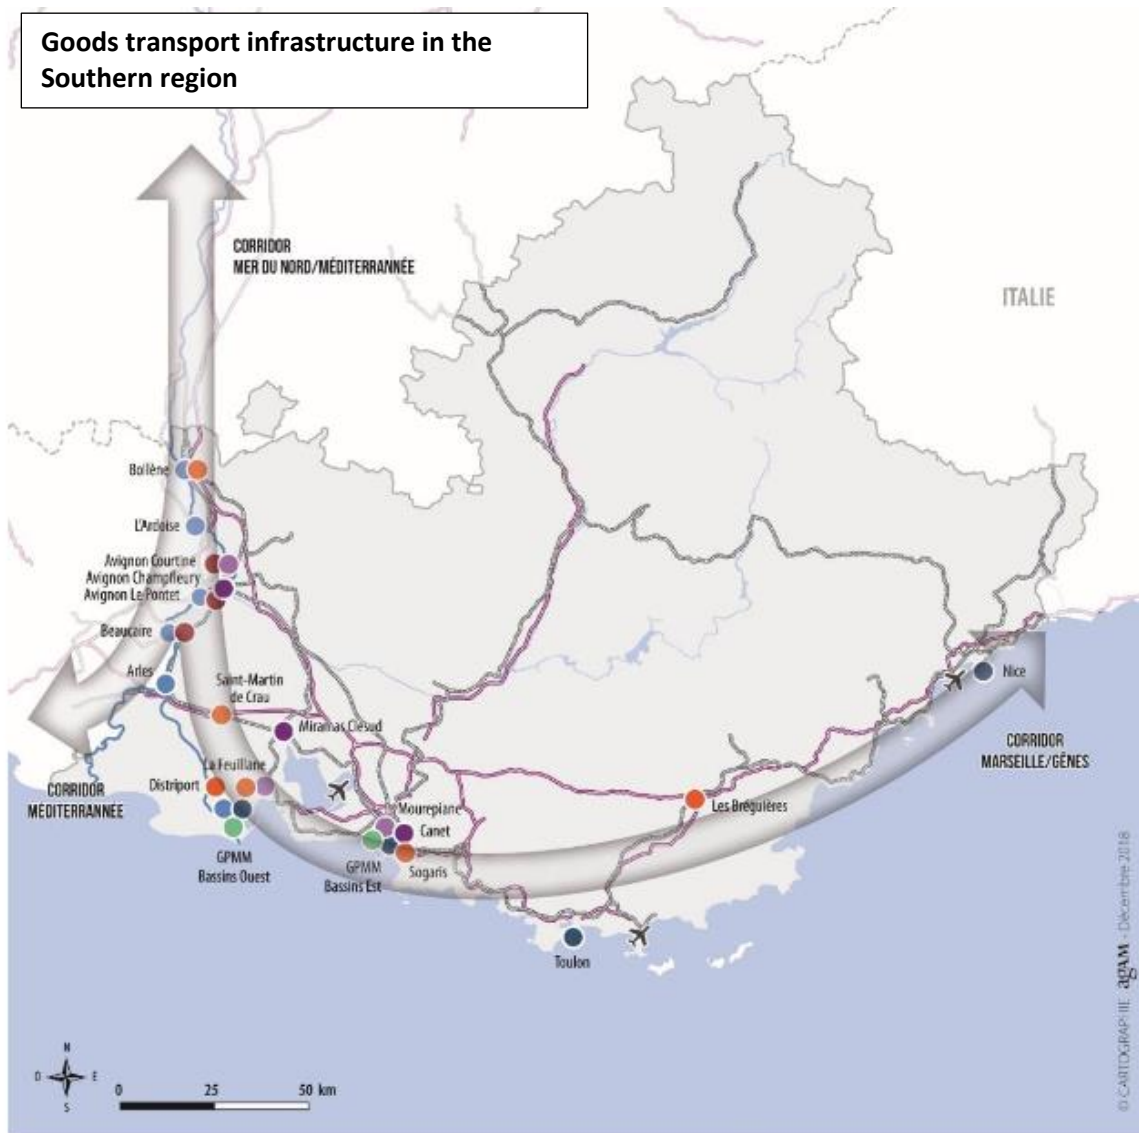 Goods transport infrastructure in the
Southern region
CORRIDOR
MER DU NORD/MÉDITERRANNÉE
ITALIE
Bollène
L'Ardoise
Avignon Courtine
Avignon Champfleury
Avignon Le Pontet
Beaucaire
Arles
Saint-Martin
de Crau
Miramas Clésud
Nice
CORRIDOR
MARSEILLE/GÊNES
La Feuillane
Distriport
CORRIDOR
MÉDITERRANNÉE
Mourepiane
Canet
Les Bréguières
GPMM
Bassins Ouest
GPMM
Bassins Est
Sogaris
Toulon
N
O E
S
0 25 50 km
© CARTOGRAPHIE agAM - Décembre 2018